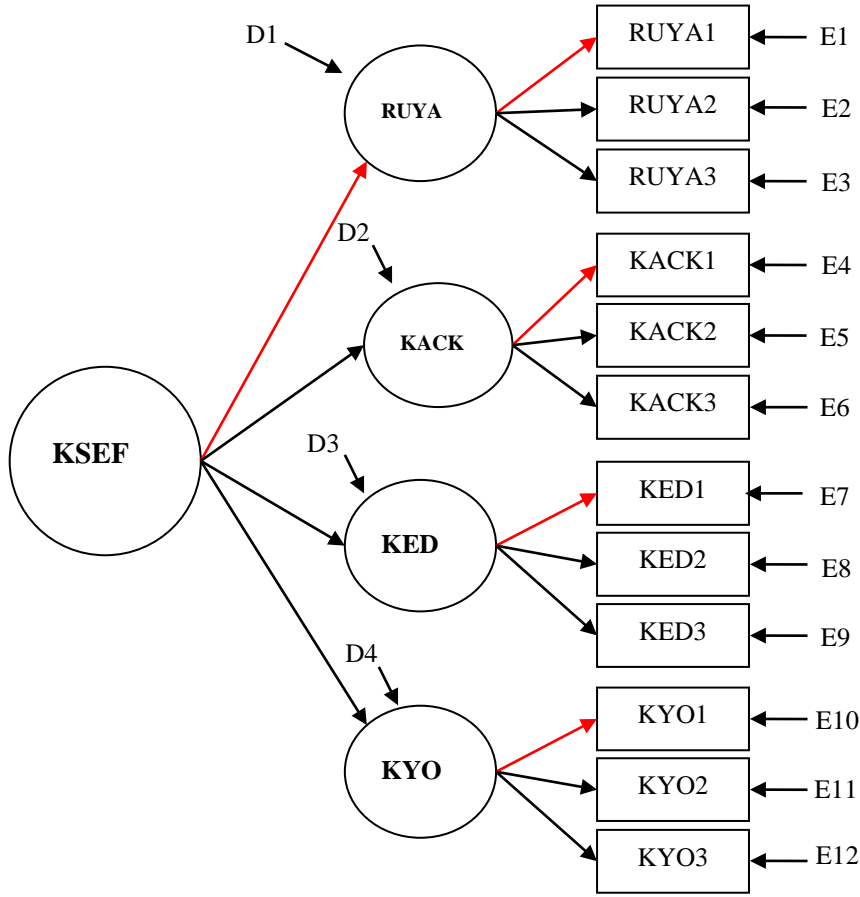 D1
RUYA
RUYA1
E1
RUYA2
E2
RUYA3
E3
D2
KACK
KACK1
E4
KACK2
E5
KACK3
E6
KSEF
D3
KED
KED1
E7
KED2
E8
KED3
E9
D4
KYO
KYO1
E10
KYO2
E11
KYO3
E12